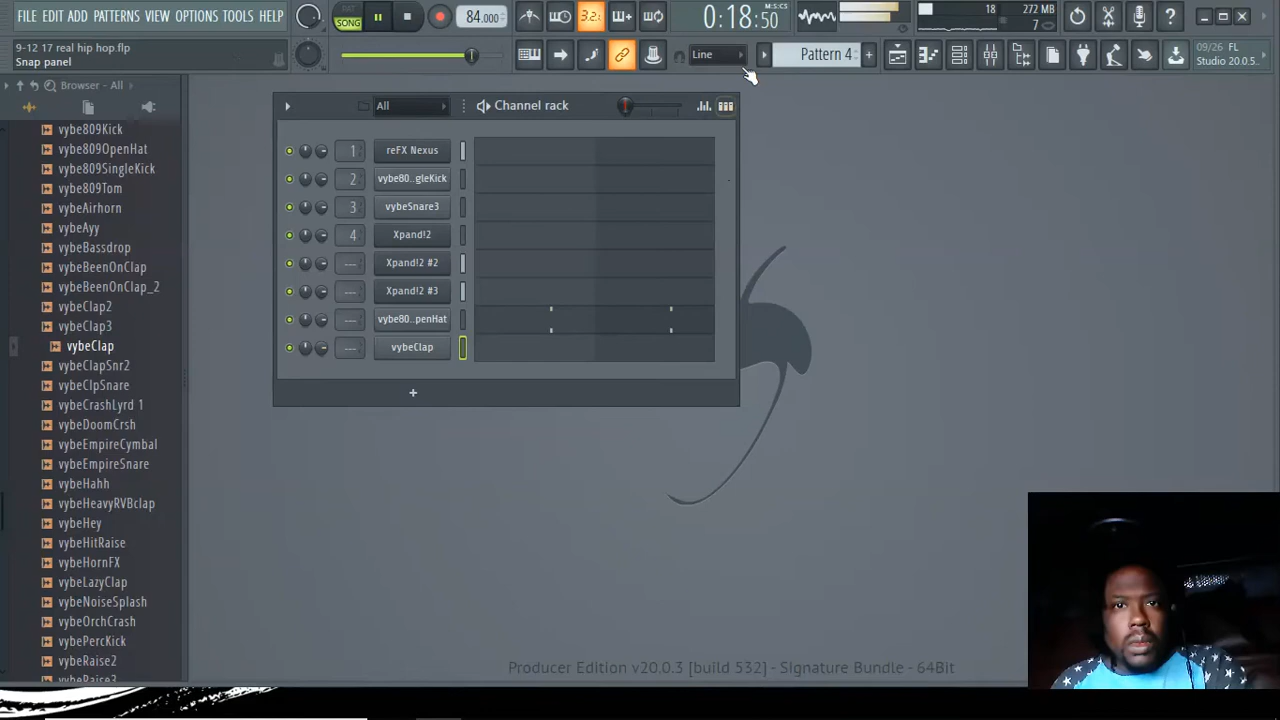 FILE EDIT ADD PATTERNS VIEW OPTIONS TOOLS HELP
PAT
SONG
84.000
3.2.
0:18:50
M:S:CS
18
272 MB
7
9-12 17 real hip hop.flp
Snap panel
Line
Pattern 4
+
09/26 FL
Studio 20.0.5
Browser - All
All
Channel rack
vybe809Kick
vybe809OpenHat
vybe809SingleKick
vybe809Tom
vybeAirhorn
vybeAyy
vybeBassdrop
vybeBeenOnClap
vybeBeenOnClap_2
vybeClap2
vybeClap3
vybeClap
vybeClapSnr2
vybeClpSnare
vybeCrashLyrd 1
vybeDoomCrsh
vybeEmpireCymbal
vybeEmpireSnare
vybeHahh
vybeHeavyRVBclap
vybeHey
vybeHitRaise
vybeHornFX
vybeLazyClap
vybeNoiseSplash
vybeOrchCrash
vybePercKick
vybeRaise2
vybeRaise3
1 reFX Nexus
2 vybe80..gleKick
3 vybeSnare3
4 Xpand!2
--- Xpand!2 #2
--- Xpand!2 #3
--- vybe80..penHat
--- vybeClap
+
Producer Edition v20.0.3 [build 532] - Signature Bundle - 64Bit